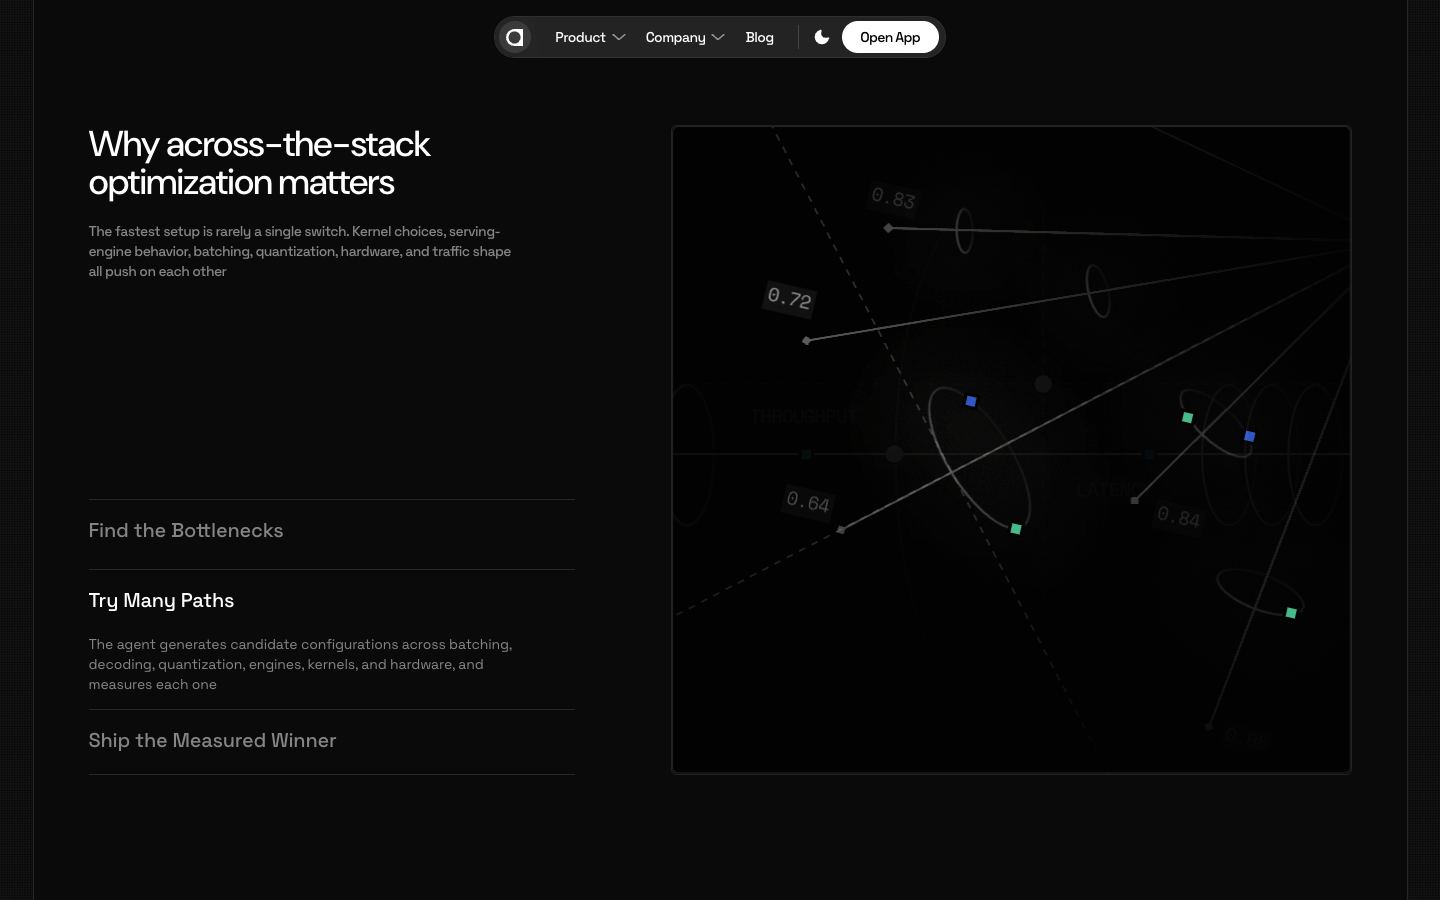 Product
Company
Blog
Open App
Why across-the-stack
optimization matters
The fastest setup is rarely a single switch. Kernel choices, serving-
engine behavior, batching, quantization, hardware, and traffic shape
all push on each other
Find the Bottlenecks
Try Many Paths
The agent generates candidate configurations across batching,
decoding, quantization, engines, kernels, and hardware, and
measures each one
Ship the Measured Winner
0.83
0.72
THROUGHPUT
0.64
0.84